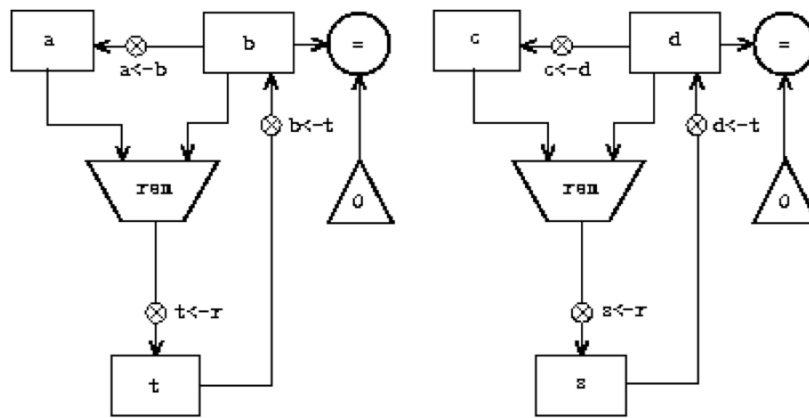 a
b
=
a<-b
b<-t
rem
0
t<-r
t
c
d
=
c<-d
d<-t
rem
0
s<-r
s